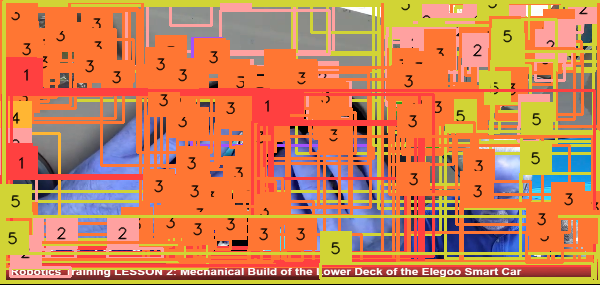 Robotics Training LESSON 2: Mechanical Build of the Lower Deck of the Elegoo Smart Car